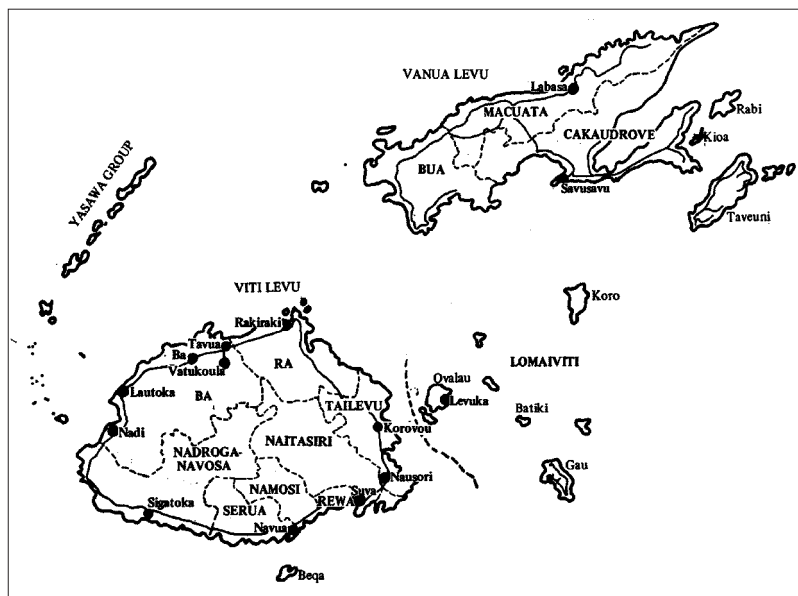 VANUA LEVU
Labasa
MACUATA
Rabi
CAKAUDROVE
Kioa
BUA
Savusavu
Taveuni
YASAWA GROUP
VITI LEVU
Koro
Rakiraki
Tavua
Ba
Vatukoula
RA
LOMAIVITI
Ovalau
Lautoka
BA
TAILEVU
Levuka
Batiki
Korovou
Nadi
NAITASIRI
NADROGA-
NAVOSA
Gau
Nausori
NAMOSI
Suva
REWA
Sigatoka
SERUA
Navua
Beqa